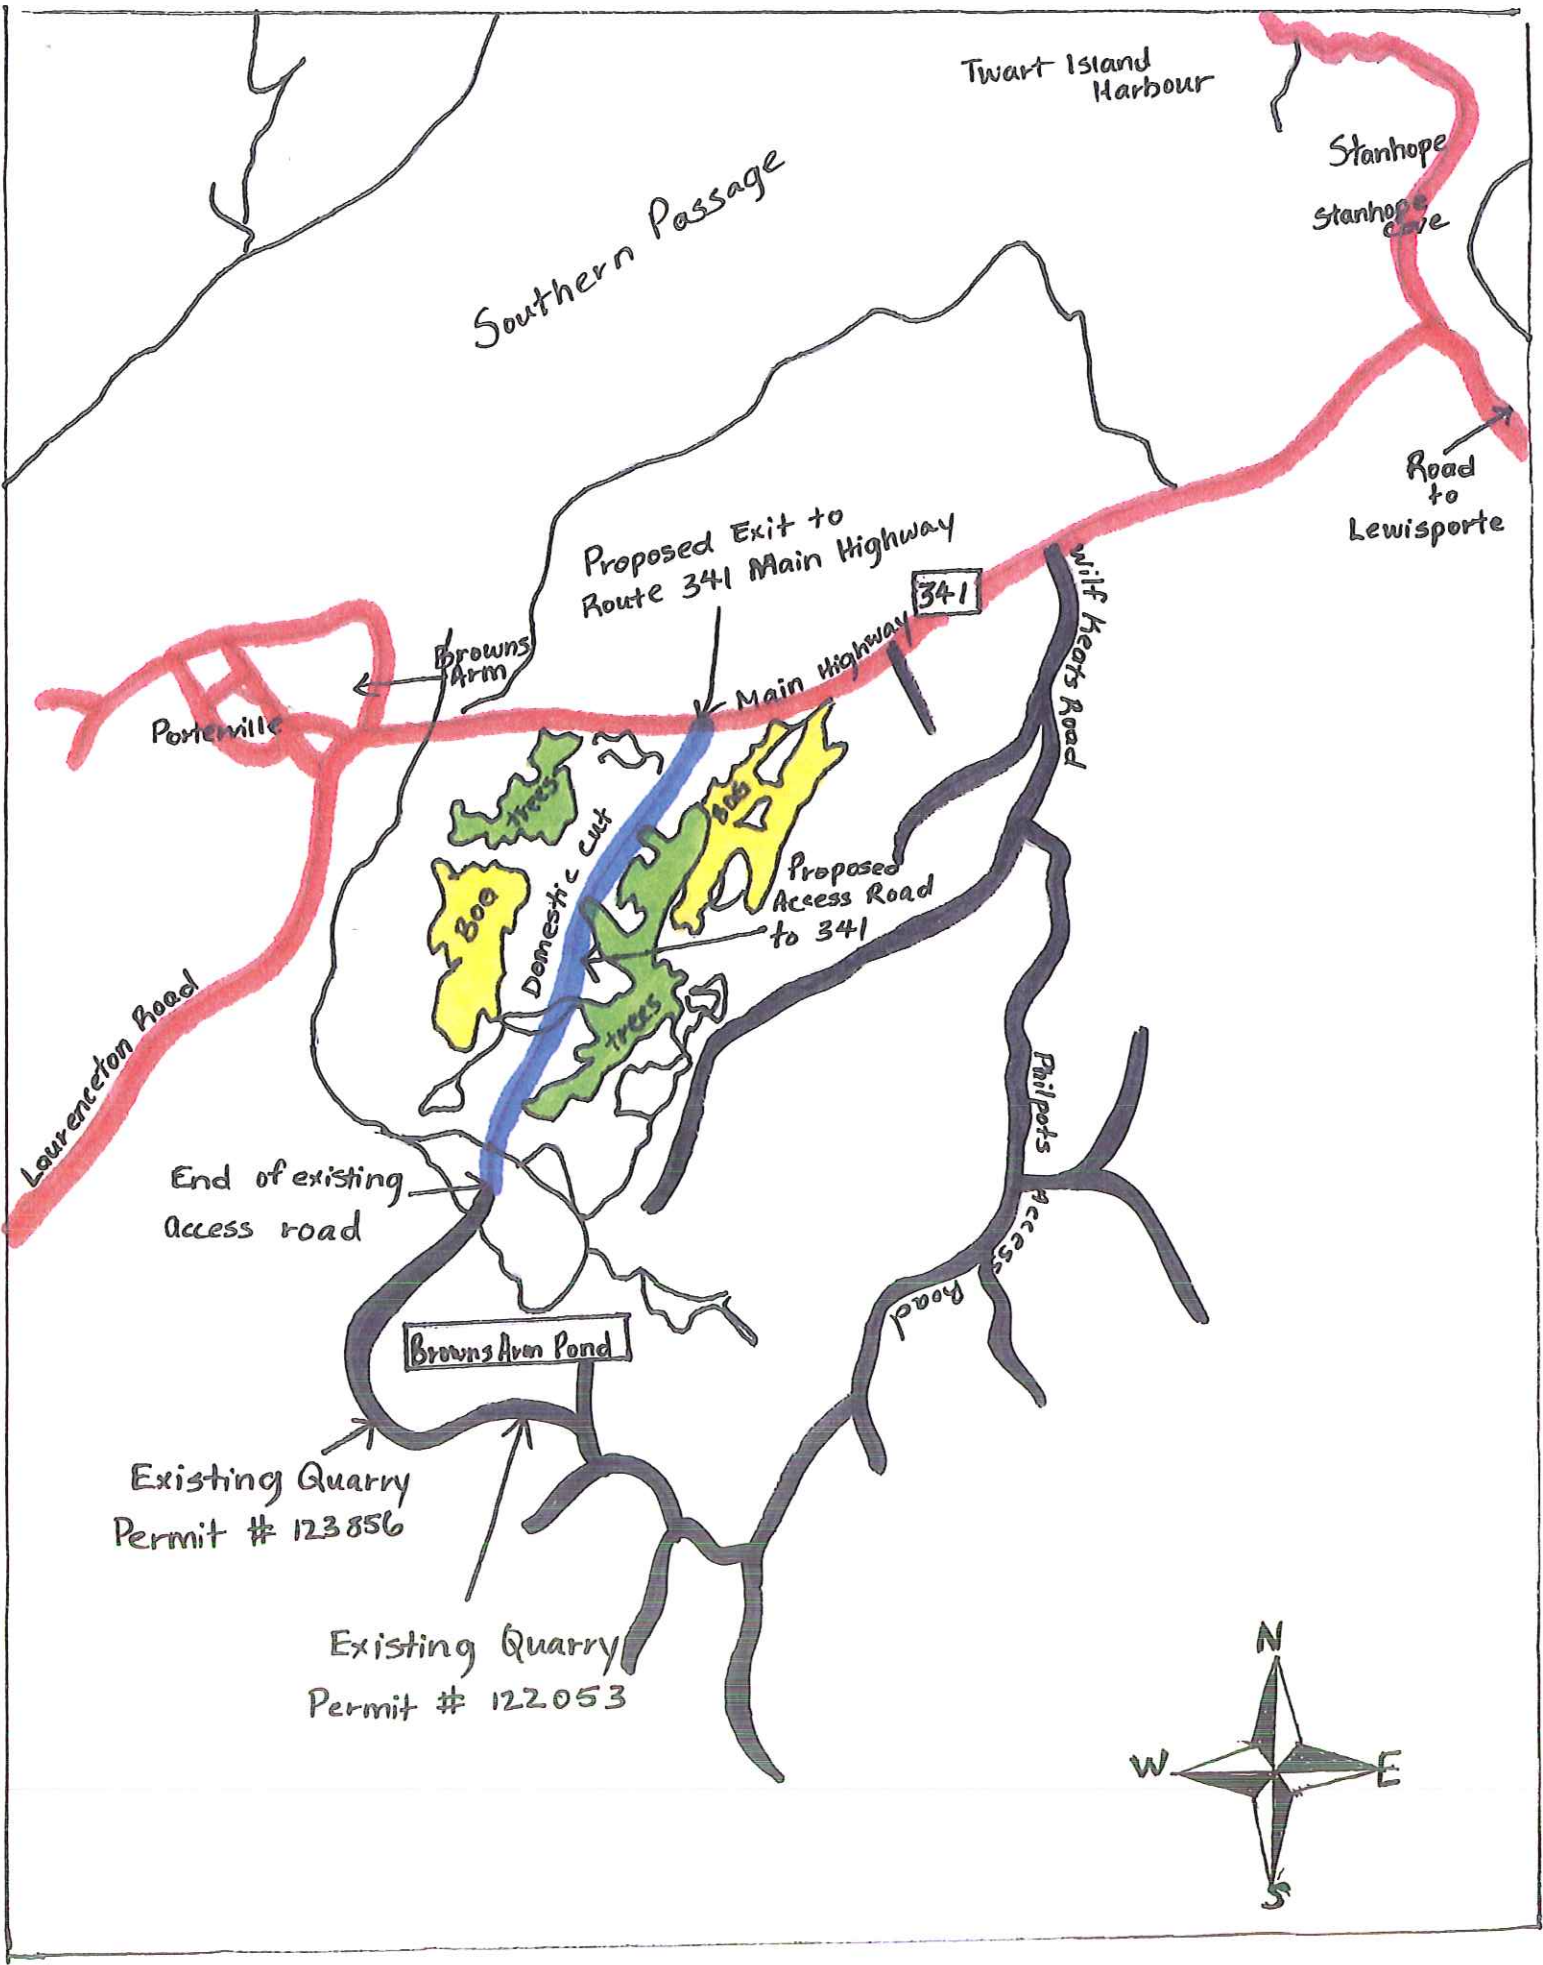 Twart Island
Harbour
Stanhope
Stanhope
Cove
Southern Passage
Road
to
Lewisporte
Proposed Exit to
Route 341 Main Highway
341
Main Highway
Wilf Keats Road
Browns
Arm
Porterville
trees
Bog
Bog
Domestic cut
Proposed
Access Road
to 341
trees
Laurenceton Road
Philpots
Access
Road
End of existing
access road
Browns Arm Pond
Existing Quarry
Permit # 123856
Existing Quarry
Permit # 122053
N
W
E
S